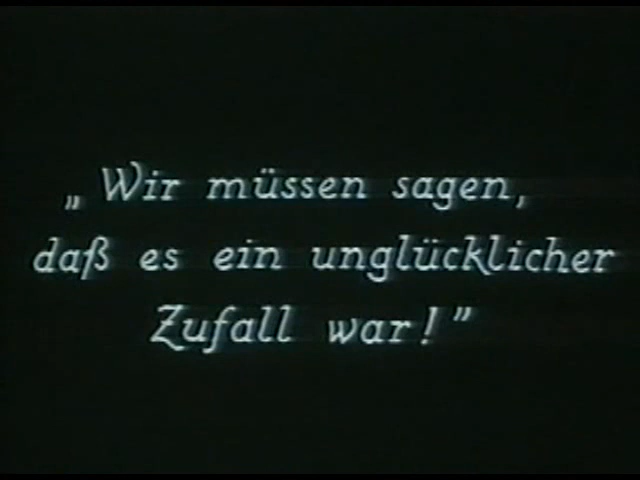 „Wir müssen sagen,
daß es ein unglücklicher
Zufall war!”